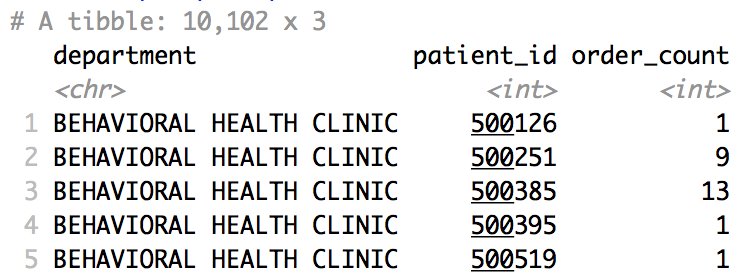 # A tibble: 10,102 x 3
department patient_id order_count
<chr> <int> <int>
1 BEHAVIORAL HEALTH CLINIC 500126 1
2 BEHAVIORAL HEALTH CLINIC 500251 9
3 BEHAVIORAL HEALTH CLINIC 500385 13
4 BEHAVIORAL HEALTH CLINIC 500395 1
5 BEHAVIORAL HEALTH CLINIC 500519 1